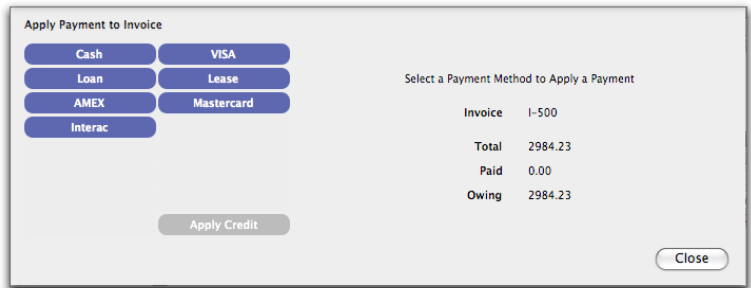 Apply Payment to Invoice
Cash VISA
Loan Lease
AMEX Mastercard
Interac
Apply Credit
Select a Payment Method to Apply a Payment
Invoice I-500
Total 2984.23
Paid 0.00
Owing 2984.23
Close